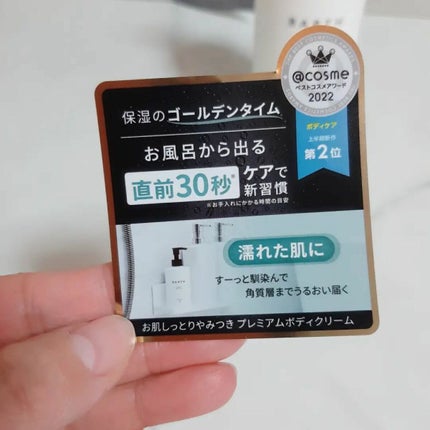 @cosme
ベストコスメアワード
2022
ボディケア
上半期新作
第2位
保湿のゴールデンタイム
お風呂から出る
直前30秒※ケアで
新習慣
※お手入れにかかる時間の目安
濡れた肌に
すーっと馴染んで
角質層までうるおい届く
お肌しっとりやみつき プレミアムボディクリーム